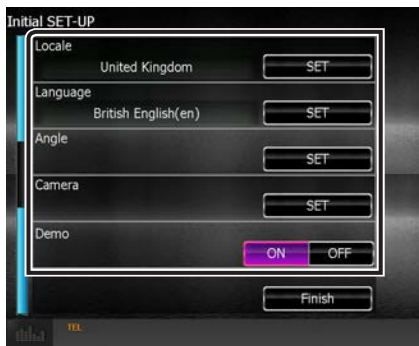 Initial SET-UP
Locale
United Kingdom SET
Language
British English(en) SET
Angle
SET
Camera
SET
Demo
ON OFF
Finish
TEL